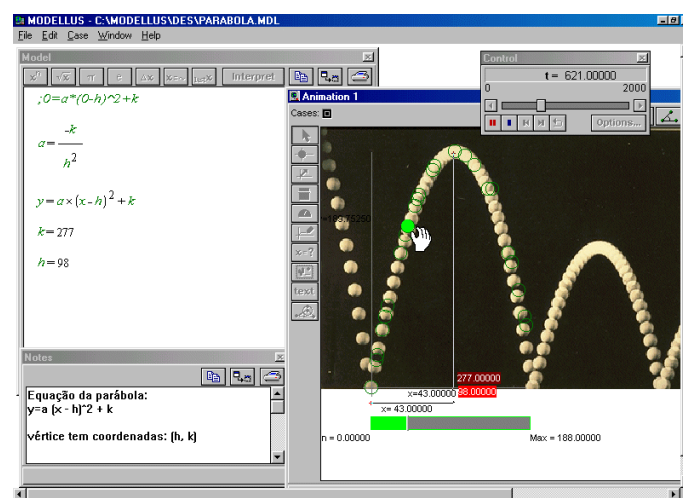 MODELLUS - C:\MODELLUS\DES\PARABOLA.MDL
File Edit Case Window Help
Model
Interpret
;0=a*(0-h)^2+k
a = -k
h^2
y = a × (x - h)^2 + k
k = 277
h = 98
Notes
Equação da parábola:
y=a (x - h)^2 + k
vértice tem coordenadas: (h, k)
Control
t = 621.00000
0 2000
Options...
Animation 1
Cases:
x=?
text
277.00000
x=43.00000 98.00000
x= 43.00000
n = 0.00000 Max = 188.00000